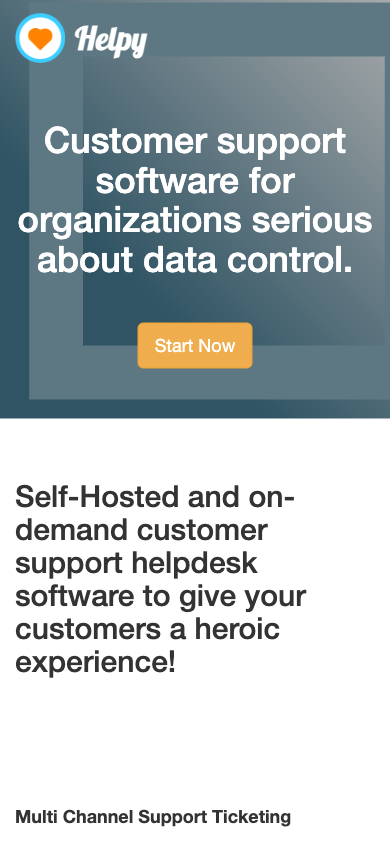 Helpy
Customer support
software for
organizations serious
about data control.
Start Now
Self-Hosted and on-
demand customer
support helpdesk
software to give your
customers a heroic
experience!
Multi Channel Support Ticketing